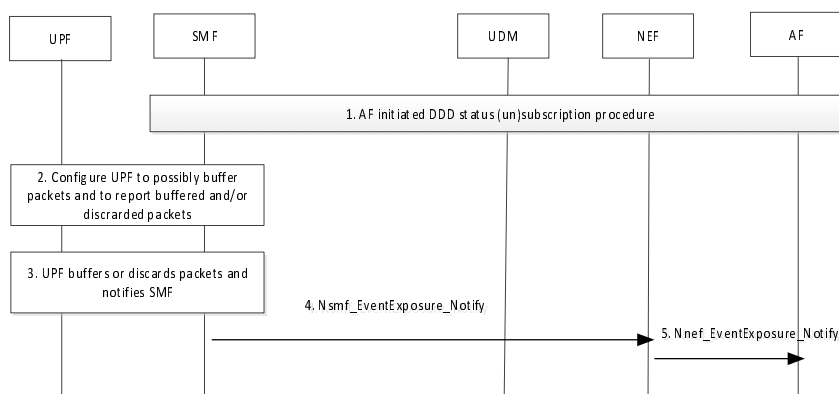 UPF
SMF
UDM
NEF
AF
1. AF initiated DDD status (un)subscription procedure
2. Configure UPF to possibly buffer
packets and to report buffered and/or
discrarded packets
3. UPF buffers or discards packets and
notifies SMF
4. Nsmf_EventExposure_Notify
5. Nnef_EventExposure_Notify